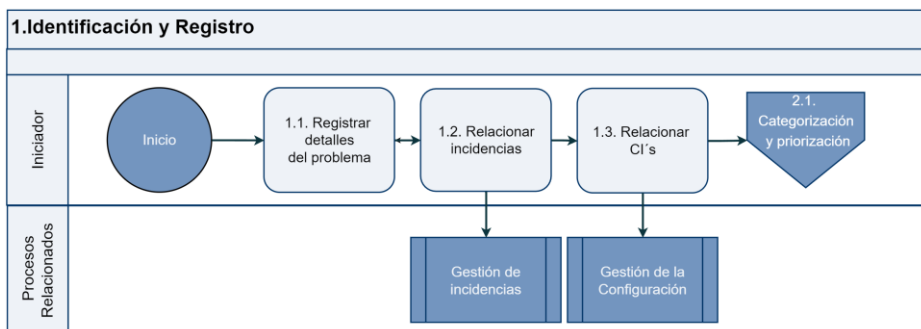 1.Identificación y Registro
Iniciador
Inicio
1.1. Registrar
detalles
del problema
1.2. Relacionar
incidencias
1.3. Relacionar
CI´s
2.1.
Categorización
y priorización
Procesos
Relacionados
Gestión de
incidencias
Gestión de la
Configuración